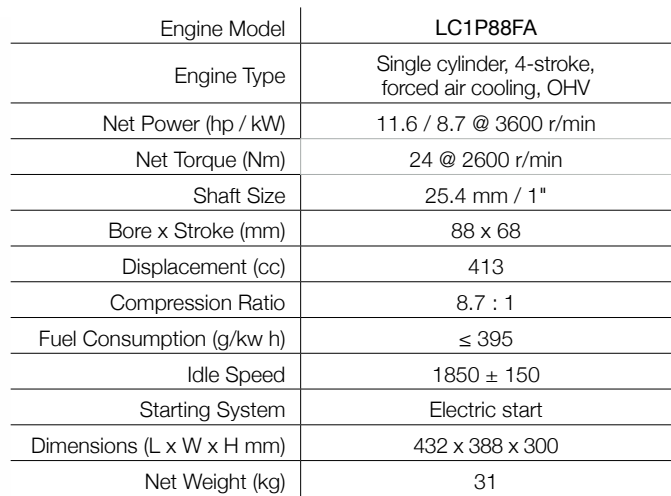 Engine Model LC1P88FA
Engine Type Single cylinder, 4-stroke,
forced air cooling, OHV
Net Power (hp / kW) 11.6 / 8.7 @ 3600 r/min
Net Torque (Nm) 24 @ 2600 r/min
Shaft Size 25.4 mm / 1"
Bore x Stroke (mm) 88 x 68
Displacement (cc) 413
Compression Ratio 8.7 : 1
Fuel Consumption (g/kw h) ≤ 395
Idle Speed 1850 ± 150
Starting System Electric start
Dimensions (L x W x H mm) 432 x 388 x 300
Net Weight (kg) 31